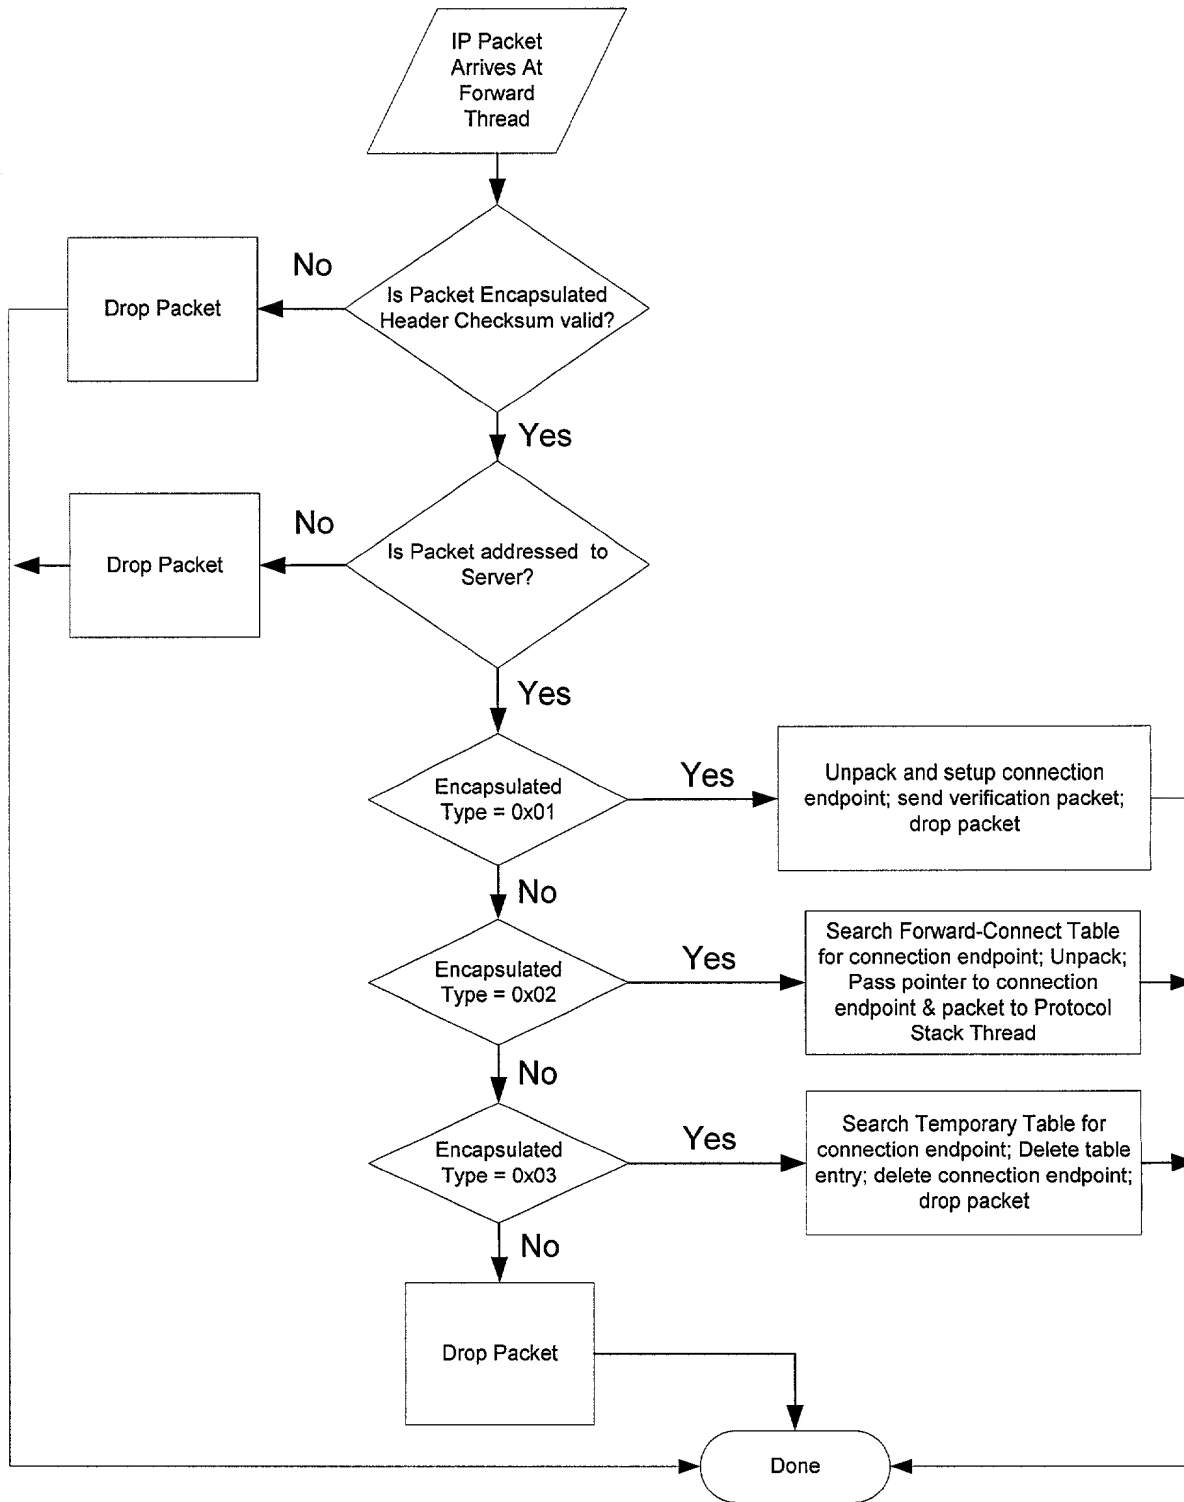 IP Packet
Arrives At
Forward
Thread
No
Drop Packet
Is Packet Encapsulated
Header Checksum valid?
Yes
No
Drop Packet
Is Packet addressed to
Server?
Yes
Encapsulated
Type = 0x01
Yes
Unpack and setup connection
endpoint; send verification packet;
drop packet
No
Encapsulated
Type = 0x02
Yes
Search Forward-Connect Table
for connection endpoint; Unpack;
Pass pointer to connection
endpoint & packet to Protocol
Stack Thread
No
Encapsulated
Type = 0x03
Yes
Search Temporary Table for
connection endpoint; Delete table
entry; delete connection endpoint;
drop packet
No
Drop Packet
Done